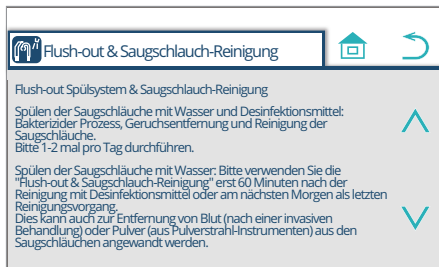 Flush-out & Saugschlauch-Reinigung
Flush-out Spülsystem & Saugschlauch-Reinigung
Spülen der Saugschläuche mit Wasser und Desinfektionsmittel:
Bakterizider Prozess, Geruchsentfernung und Reinigung der
Saugschläuche.
Bitte 1-2 mal pro Tag durchführen.
Spülen der Saugschläuche mit Wasser: Bitte verwenden Sie die
"Flush-out & Saugschlauch-Reinigung" erst 60 Minuten nach der
Reinigung mit Desinfektionsmittel oder am nächsten Morgen als letzten
Reinigungsvorgang.
Dies kann auch zur Entfernung von Blut (nach einer invasiven
Behandlung) oder Pulver (aus Pulverstrahl-Instrumenten) aus den
Saugschläuchen angewandt werden.